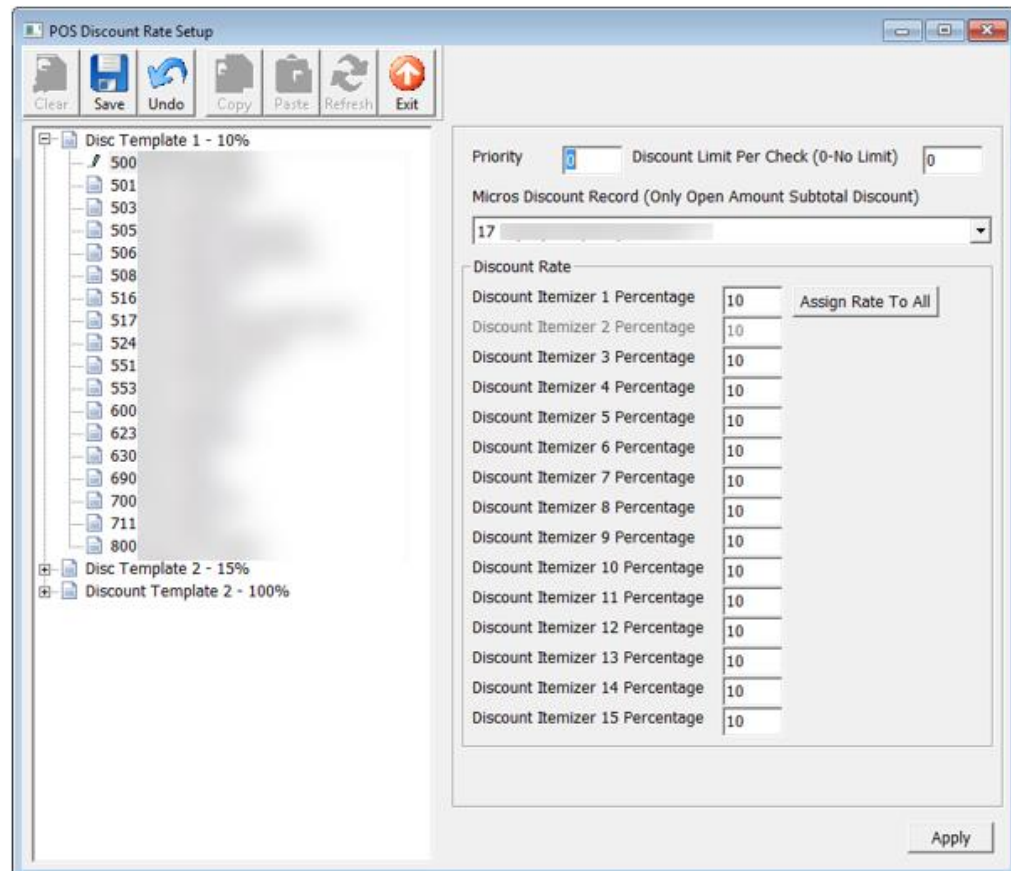 POS Discount Rate Setup
Clear Save Undo Copy Paste Refresh Exit
Disc Template 1 - 10%
500
501
503
505
506
508
516
517
524
551
553
600
623
630
690
700
711
800
Disc Template 2 - 15%
Discount Template 2 - 100%
Priority 0 Discount Limit Per Check (0-No Limit) 0
Micros Discount Record (Only Open Amount Subtotal Discount)
17
Discount Rate
Discount Itemizer 1 Percentage 10 Assign Rate To All
Discount Itemizer 2 Percentage 10
Discount Itemizer 3 Percentage 10
Discount Itemizer 4 Percentage 10
Discount Itemizer 5 Percentage 10
Discount Itemizer 6 Percentage 10
Discount Itemizer 7 Percentage 10
Discount Itemizer 8 Percentage 10
Discount Itemizer 9 Percentage 10
Discount Itemizer 10 Percentage 10
Discount Itemizer 11 Percentage 10
Discount Itemizer 12 Percentage 10
Discount Itemizer 13 Percentage 10
Discount Itemizer 14 Percentage 10
Discount Itemizer 15 Percentage 10
Apply